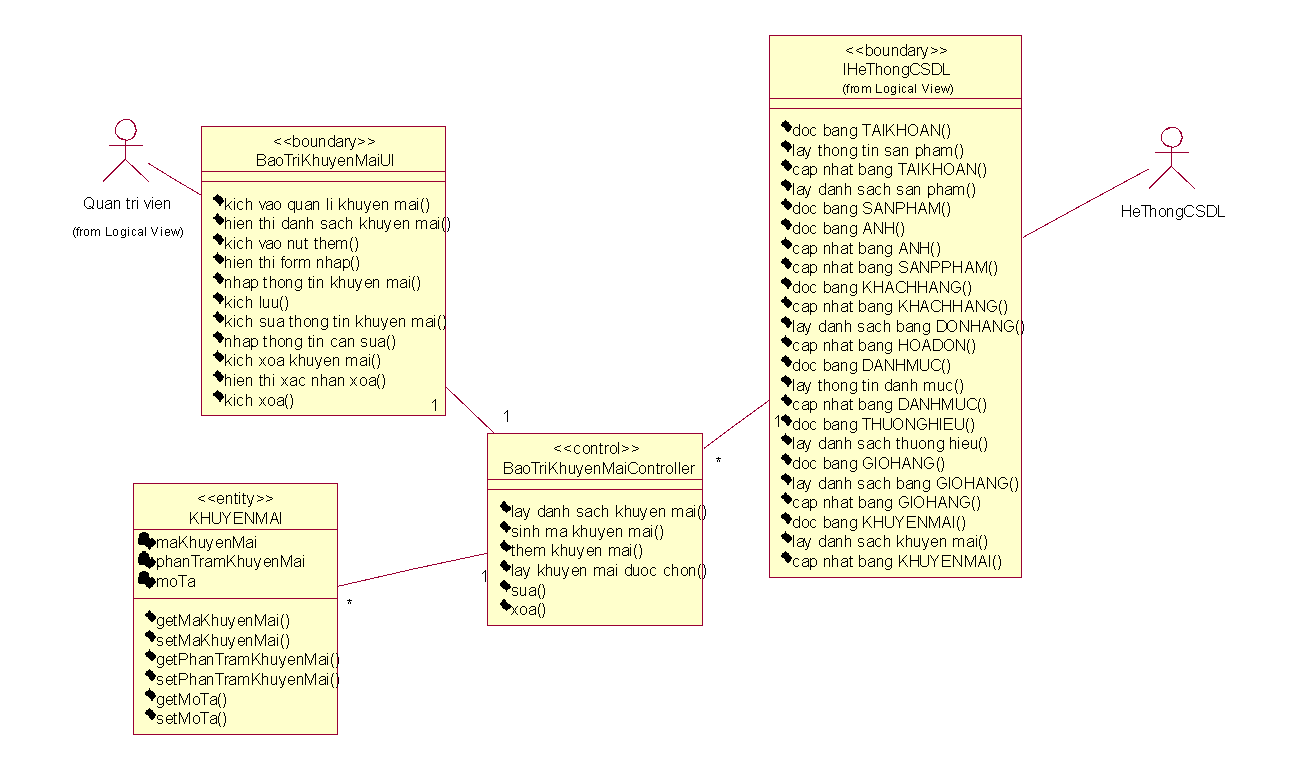 Quan tri vien
(from Logical View)
<<boundary>>
BaoTriKhuyenMaiUI
kich vao quan li khuyen mai()
hien thi danh sach khuyen mai()
kich vao nut them()
hien thi form nhap()
nhap thong tin khuyen mai()
kich luu()
kich sua thong tin khuyen mai()
nhap thong tin can sua()
kich xoa khuyen mai()
hien thi xac nhan xoa()
kich xoa()
1
1
<<control>>
BaoTriKhuyenMaiController
lay danh sach khuyen mai()
sinh ma khuyen mai()
them khuyen mai()
lay khuyen mai duoc chon()
sua()
xoa()
1
*
<<entity>>
KHUYENMAI
maKhuyenMai
phanTramKhuyenMai
moTa
getMaKhuyenMai()
setMaKhuyenMai()
getPhanTramKhuyenMai()
setPhanTramKhuyenMai()
getMoTa()
setMoTa()
*
1
<<boundary>>
IHeThongCSDL
(from Logical View)
doc bang TAIKHOAN()
lay thong tin san pham()
cap nhat bang TAIKHOAN()
lay danh sach san pham()
doc bang SANPHAM()
doc bang ANH()
cap nhat bang ANH()
cap nhat bang SANPPHAM()
doc bang KHACHHANG()
cap nhat bang KHACHHANG()
lay danh sach bang DONHANG()
cap nhat bang HOADON()
doc bang DANHMUC()
lay thong tin danh muc()
cap nhat bang DANHMUC()
doc bang THUONGHIEU()
lay danh sach thuong hieu()
doc bang GIOHANG()
lay danh sach bang GIOHANG()
cap nhat bang GIOHANG()
doc bang KHUYENMAI()
lay danh sach khuyen mai()
cap nhat bang KHUYENMAI()
HeThongCSDL